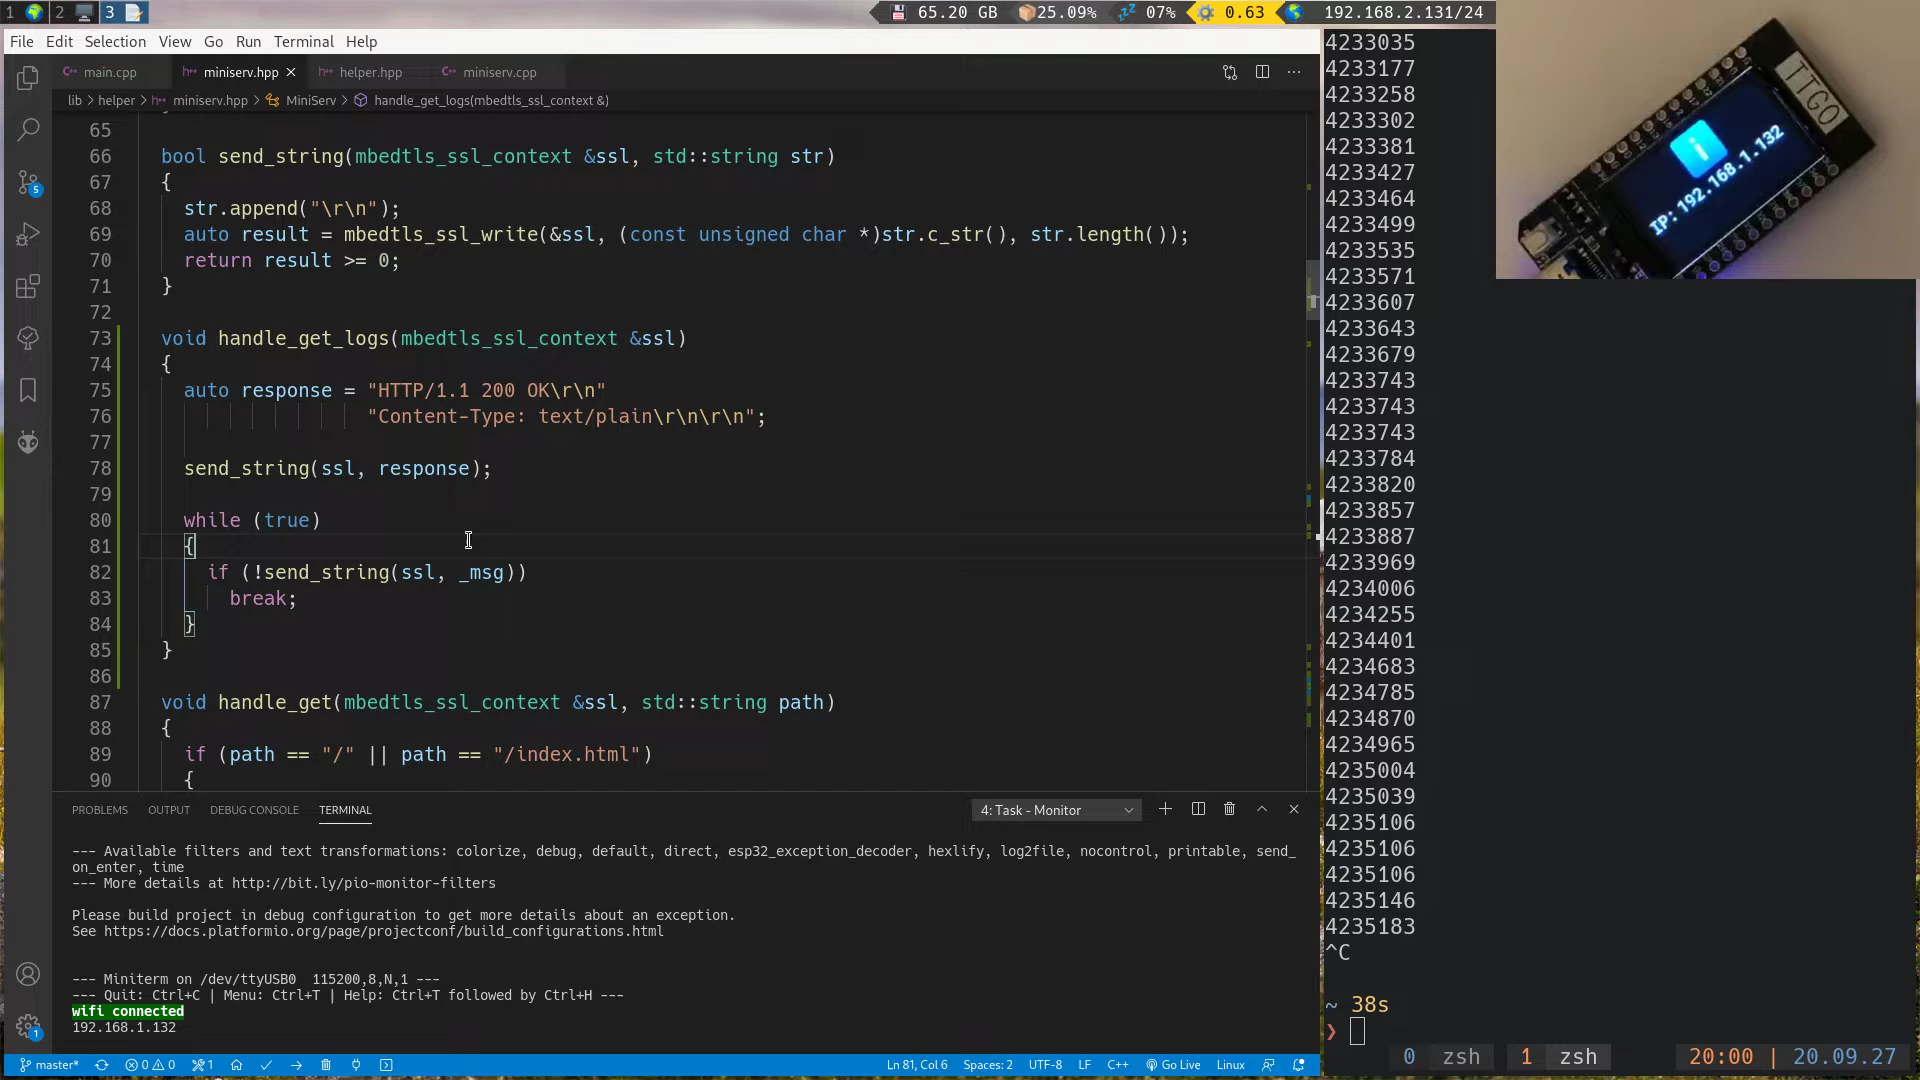 1 2 3
65.20 GB 25.09% 07% 0.63 192.168.2.131/24
File Edit Selection View Go Run Terminal Help
main.cpp miniserv.hpp helper.hpp miniserv.cpp
lib > helper > miniserv.hpp > MiniServ > handle_get_logs(mbedtls_ssl_context &)
65
66 bool send_string(mbedtls_ssl_context &ssl, std::string str)
67 {
68 str.append("\r\n");
69 auto result = mbedtls_ssl_write(&ssl, (const unsigned char *)str.c_str(), str.length());
70 return result >= 0;
71 }
72
73 void handle_get_logs(mbedtls_ssl_context &ssl)
74 {
75 auto response = "HTTP/1.1 200 OK\r\n"
76 "Content-Type: text/plain\r\n\r\n";
77
78 send_string(ssl, response);
79
80 while (true)
81 {
82 if (!send_string(ssl, _msg))
83 break;
84 }
85 }
86
87 void handle_get(mbedtls_ssl_context &ssl, std::string path)
88 {
89 if (path == "/" || path == "/index.html")
90 {
5
1
PROBLEMS OUTPUT DEBUG CONSOLE TERMINAL
4: Task - Monitor
--- Available filters and text transformations: colorize, debug, default, direct, esp32_exception_decoder, hexlify, log2file, nocontrol, printable, send_
on_enter, time
--- More details at http://bit.ly/pio-monitor-filters
Please build project in debug configuration to get more details about an exception.
See https://docs.platformio.org/page/projectconf/build_configurations.html
--- Miniterm on /dev/ttyUSB0 115200,8,N,1 ---
--- Quit: Ctrl+C | Menu: Ctrl+T | Help: Ctrl+T followed by Ctrl+H ---
wifi connected
192.168.1.132
master* 0 0 1 Ln 81, Col 6 Spaces: 2 UTF-8 LF C++ Go Live Linux
4233035
4233177
4233258
4233302
4233381
4233427
4233464
4233499
4233535
4233571
4233607
4233643
4233679
4233743
4233743
4233743
4233784
4233820
4233857
4233887
4233969
4234006
4234255
4234401
4234683
4234785
4234870
4234965
4235004
4235039
4235106
4235106
4235106
4235146
4235183
^C
~ 38s
❯
0 zsh 1 zsh 20:00 | 20.09.27
TTGO
i
IP:192.168.1.132